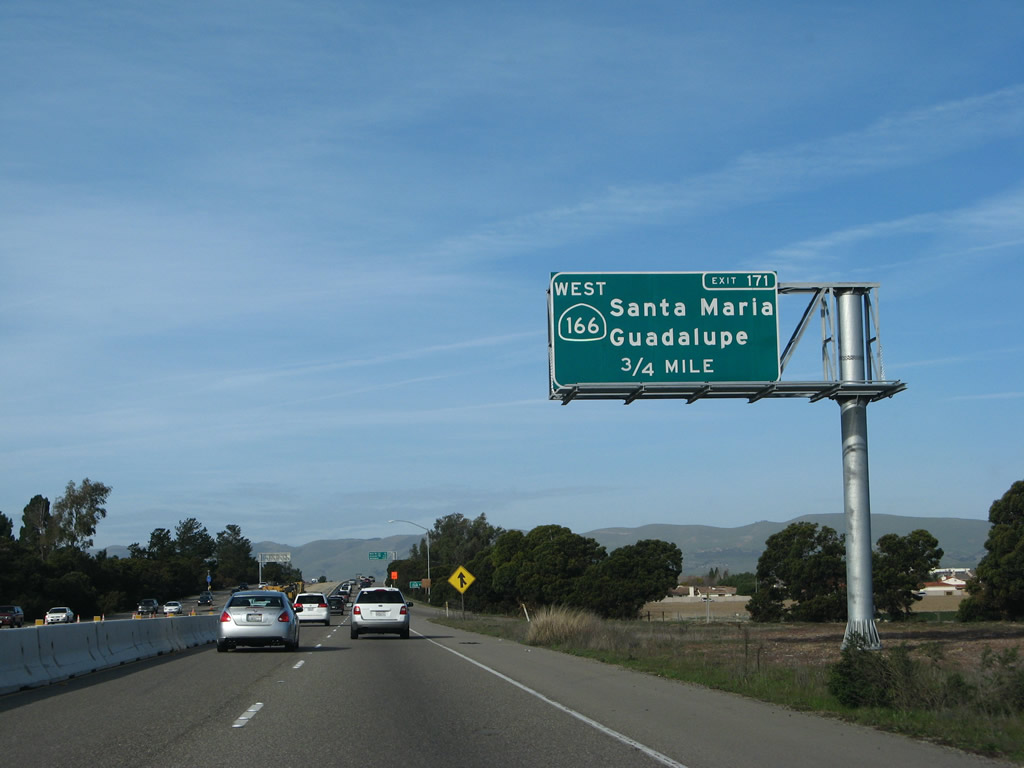 EXIT 171
WEST
166
Santa Maria
Guadalupe
3/4 MILE